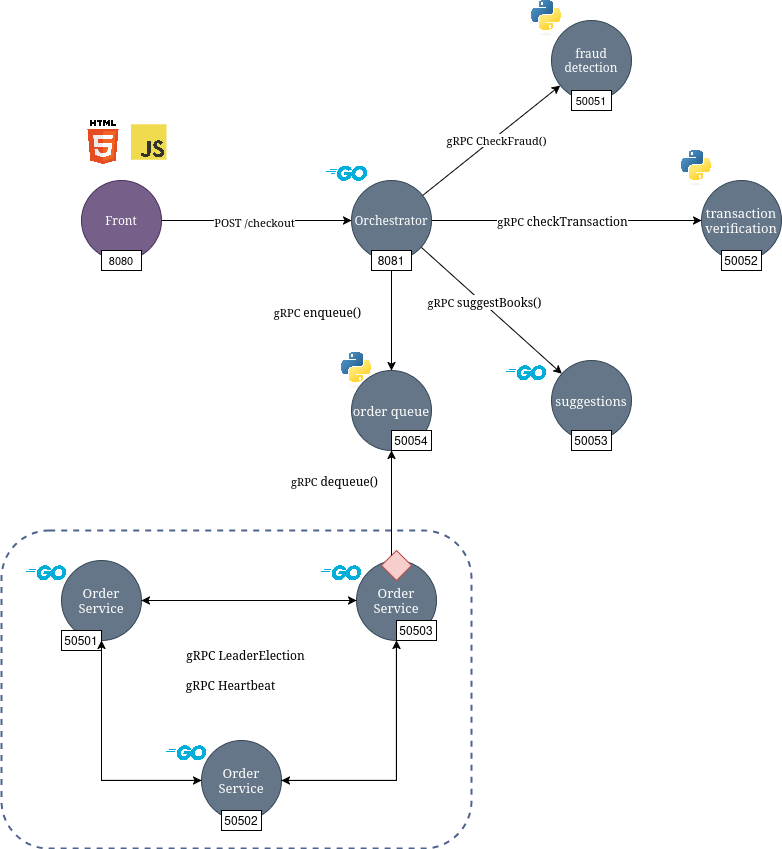 fraud
detection
50051
gRPC CheckFraud()
HTML
5
JS
GO
Front
8080
POST /checkout
Orchestrator
8081
gRPC checkTransaction
transaction
verification
50052
gRPC suggestBooks()
gRPC enqueue()
GO
suggestions
50053
order queue
50054
gRPC dequeue()
GO
Order
Service
50501
GO
Order
Service
50503
gRPC LeaderElection
gRPC Heartbeat
GO
Order
Service
50502